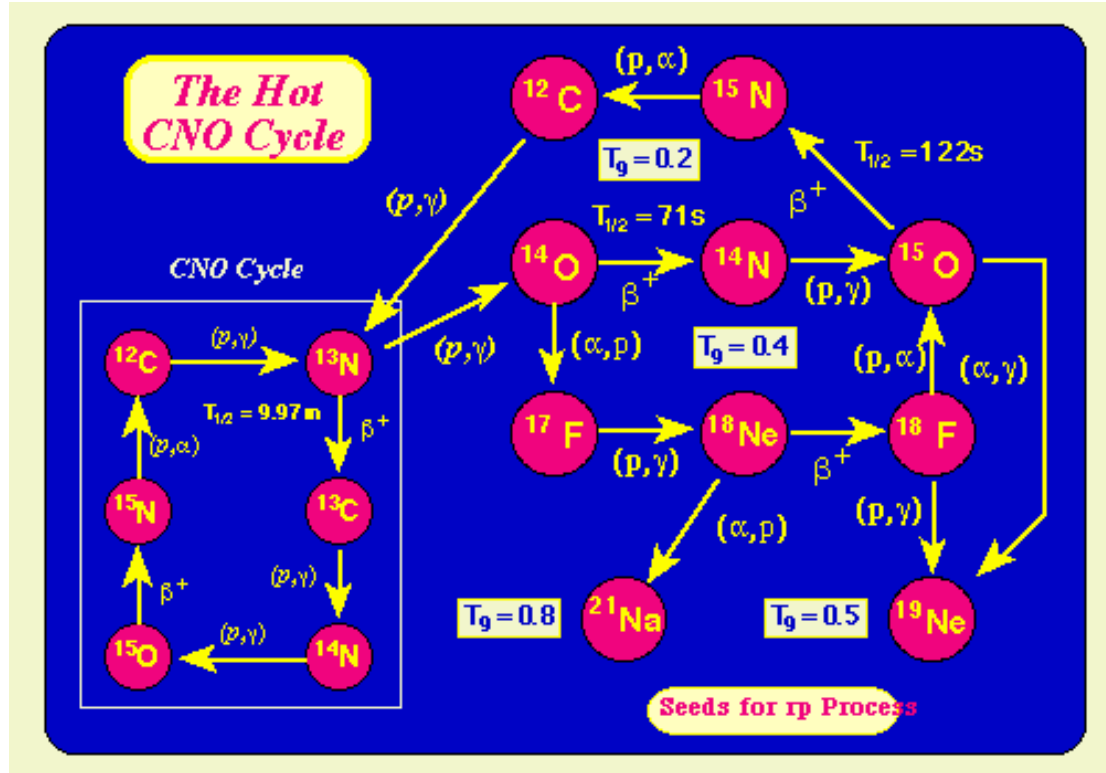 The Hot
CNO Cycle
¹²C
(p,α)
¹⁵N
T₉ = 0.2
T₁/₂ = 122s
(p,γ)
β⁺
T₁/₂ = 71s
¹⁴O
β⁺
¹⁴N
(p,γ)
¹⁵O
(p,γ)
(α,p)
T₉ = 0.4
(p,α)
(α,γ)
¹⁷F
(p,γ)
¹⁸Ne
β⁺
¹⁸F
(α,p)
(p,γ)
T₉ = 0.8
²¹Na
T₉ = 0.5
¹⁹Ne
Seeds for rp Process
CNO Cycle
¹²C
(p,γ)
¹³N
T₁/₂ = 9.97m
(p,α)
β⁺
¹⁵N
¹³C
β⁺
(p,γ)
¹⁵O
(p,γ)
¹⁴N